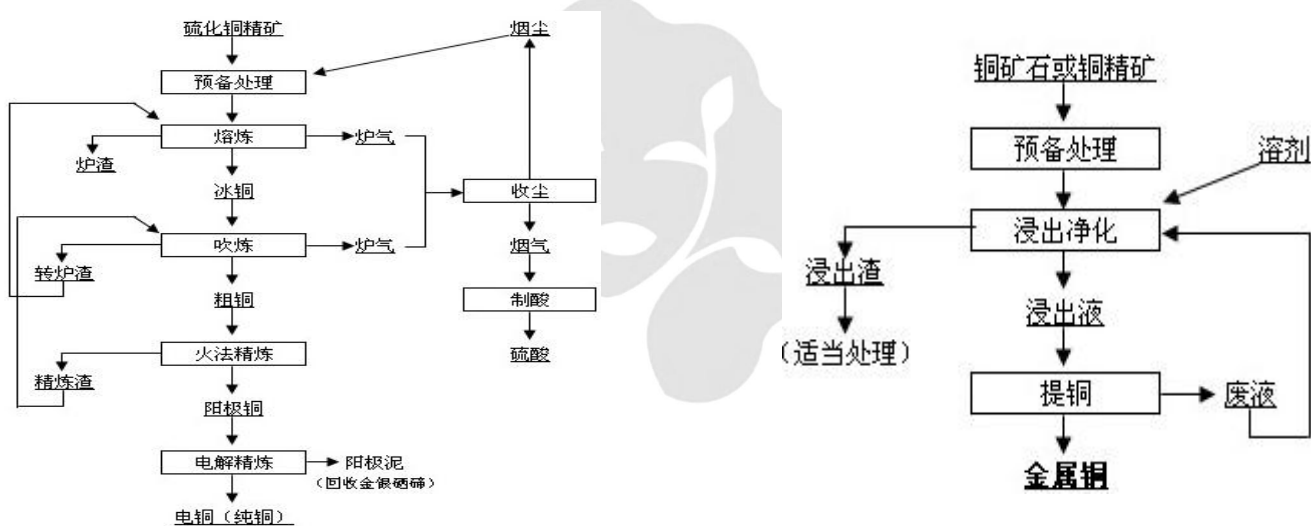 硫化铜精矿
烟尘
预备处理
熔炼
炉气
炉渣
冰铜
收尘
吹炼
炉气
烟气
转炉渣
粗铜
制酸
火法精炼
硫酸
精炼渣
阳极铜
电解精炼
阳极泥
(回收金银硒碲)
电铜(纯铜)
铜矿石或铜精矿
预备处理
溶剂
浸出净化
浸出渣
浸出液
(适当处理)
提铜
废液
金属铜